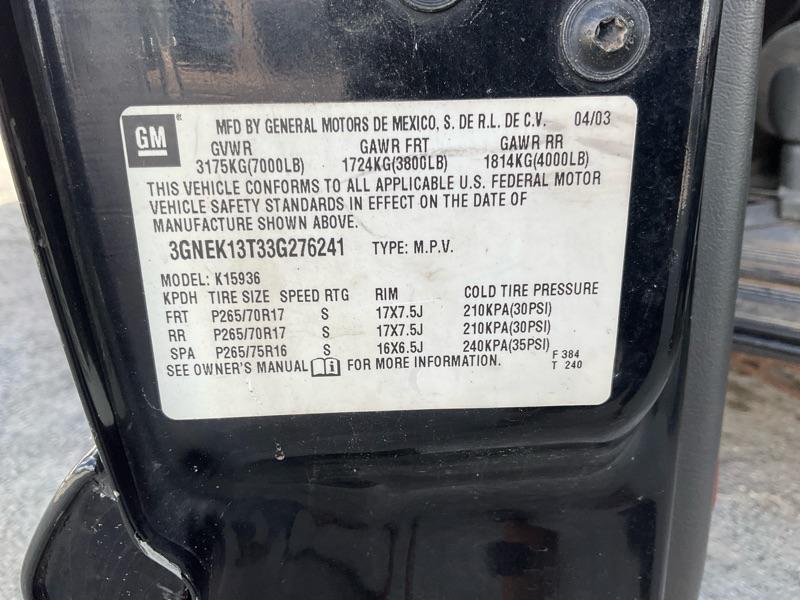 GM
®
MFD BY GENERAL MOTORS DE MEXICO, S. DE R.L. DE C.V. 04/03
GVWR GAWR FRT GAWR RR
3175KG(7000LB) 1724KG(3800LB) 1814KG(4000LB)
THIS VEHICLE CONFORMS TO ALL APPLICABLE U.S. FEDERAL MOTOR
VEHICLE SAFETY STANDARDS IN EFFECT ON THE DATE OF
MANUFACTURE SHOWN ABOVE.
3GNEK13T33G276241 TYPE: M.P.V.
MODEL: K15936
KPDH TIRE SIZE SPEED RTG RIM COLD TIRE PRESSURE
FRT P265/70R17 S 17X7.5J 210KPA(30PSI)
RR P265/70R17 S 17X7.5J 210KPA(30PSI)
SPA P265/75R16 S 16X6.5J 240KPA(35PSI)
SEE OWNER'S MANUAL FOR MORE INFORMATION.
F 384
T 240